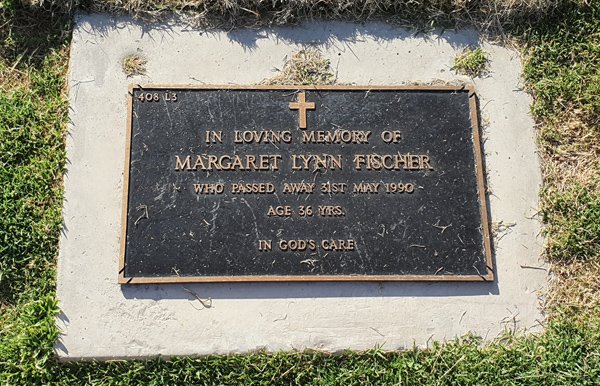 408 L3
IN LOVING MEMORY OF
MARGARET LYNN FISCHER
WHO PASSED AWAY 31ST MAY 1990
AGE 36 YRS.
IN GOD'S CARE